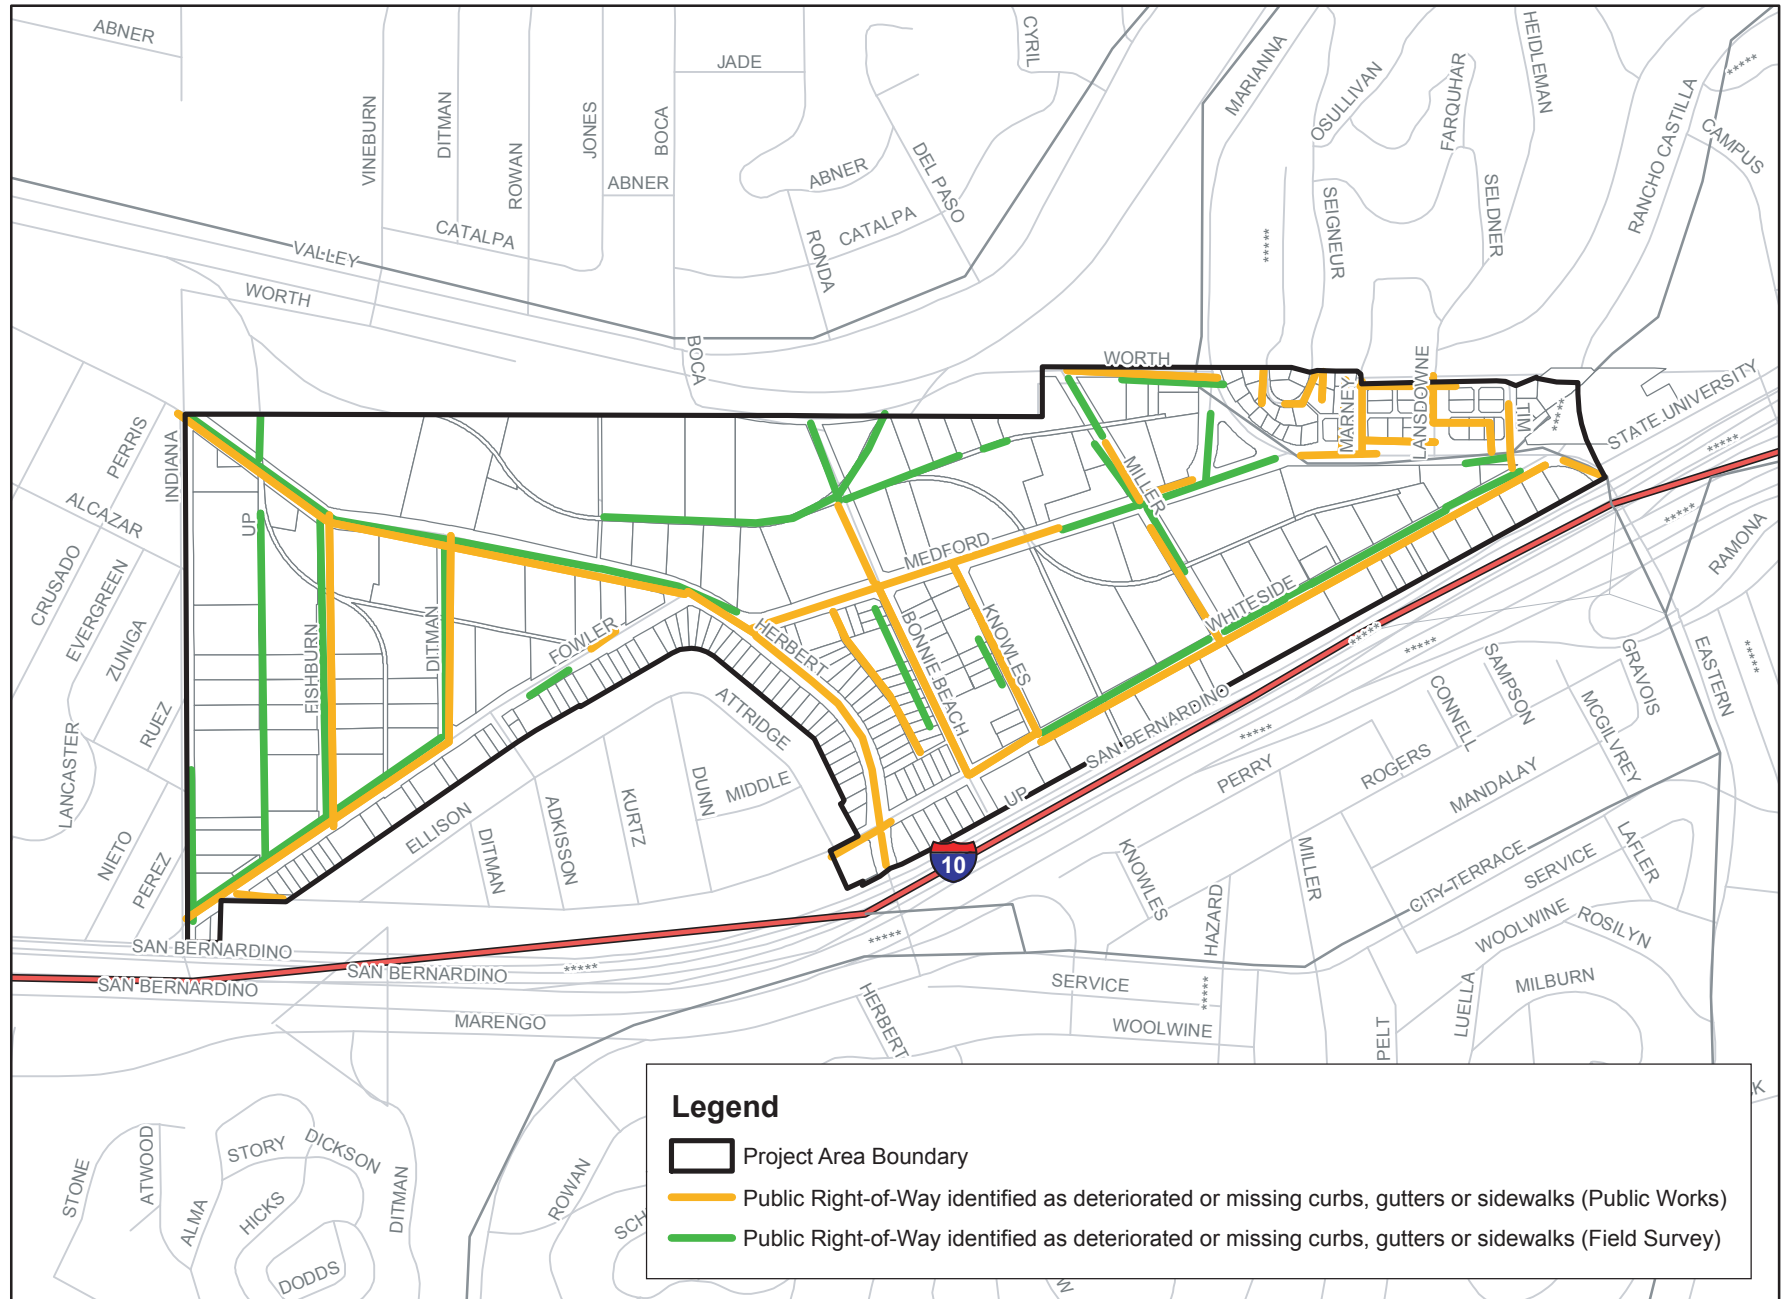 ABNER
VINEBURN
DITMAN
ROWAN
JONES
BOCA
JADE
CYRIL
MARIANNA
OSULLIVAN
FARQUHAR
HEIDLEMAN
RANCHO CASTILLA
*****
CAMPUS
ABNER
ABNER
DEL PASO
CATALPA
CATALPA
RONDA
*****
SEIGNEUR
SELDNER
VALLEY
WORTH
BOCA
WORTH
MARNEY
LANSDOWNE
TIM
*****
STATE UNIVERSITY
*****
*****
RAMONA
PERRIS
INDIANA
ALCAZAR
UP
CRUSADO
EVERGREEN
ZUNIGA
RUEZ
LANCASTER
NIETO
PEREZ
FISHBURN
DITMAN
FOWLER
HERBERT
MEDFORD
BONNIE BEACH
KNOWLES
MILLER
WHITESIDE
ATTRIDGE
ELLISON
DITMAN
ADKISSON
KURTZ
DUNN
MIDDLE
UP
SAN BERNARDINO
*****
*****
*****
10
PERRY
ROGERS
CONNELL
SAMPSON
MCGILVREY
GRAVOIS
EASTERN
*****
MANDALAY
KNOWLES
HAZARD
MILLER
CITY TERRACE
SERVICE
LAFLER
WOOLWINE
ROSILYN
MILBURN
LUELLA
PELT
SAN BERNARDINO
SAN BERNARDINO
SAN BERNARDINO
*****
*****
MARENGO
HERBERT
SERVICE
*****
WOOLWINE
STONE
ATWOOD
ALMA
STORY
DICKSON
HICKS
DODDS
DITMAN
ROWAN
SCH
W
K
Legend
Project Area Boundary
Public Right-of-Way identified as deteriorated or missing curbs, gutters or sidewalks (Public Works)
Public Right-of-Way identified as deteriorated or missing curbs, gutters or sidewalks (Field Survey)